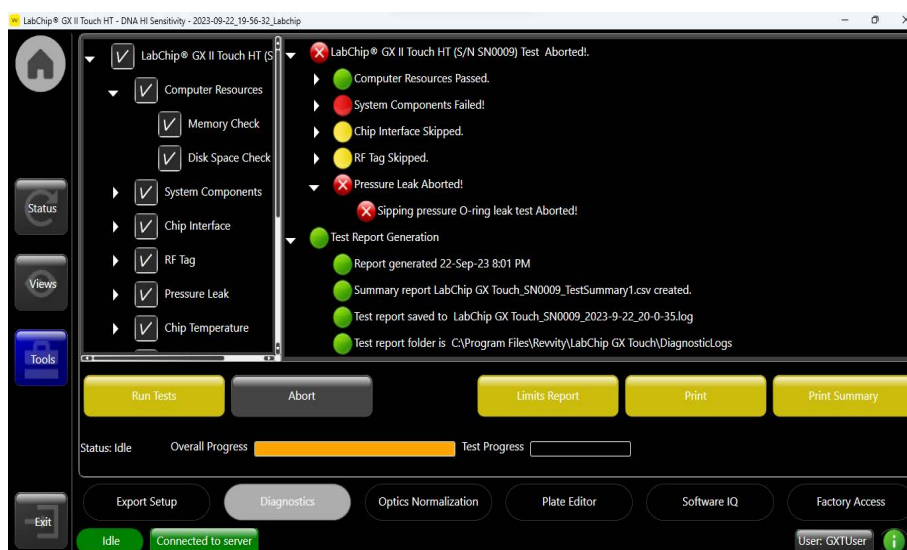 LabChip® GX II Touch HT - DNA HI Sensitivity - 2023-09-22_19-56-32_Labchip
LabChip® GX II Touch HT (S
Computer Resources
Memory Check
Disk Space Check
System Components
Chip Interface
RF Tag
Pressure Leak
Chip Temperature
LabChip® GX II Touch HT (S/N SN0009) Test Aborted!.
Computer Resources Passed.
System Components Failed!
Chip Interface Skipped.
RF Tag Skipped.
Pressure Leak Aborted!
Sipping pressure O-ring leak test Aborted!
Test Report Generation
Report generated 22-Sep-23 8:01 PM
Summary report LabChip GX Touch_SN0009_TestSummary1.csv created.
Test report saved to LabChip GX Touch_SN0009_2023-9-22_20-0-35.log
Test report folder is C:\Program Files\Revvity\LabChip GX Touch\DiagnosticLogs
Status
Views
Tools
Exit
Run Tests
Abort
Limits Report
Print
Print Summary
Status: Idle
Overall Progress
Test Progress
Export Setup
Diagnostics
Optics Normalization
Plate Editor
Software IQ
Factory Access
Idle
Connected to server
User: GXTUser